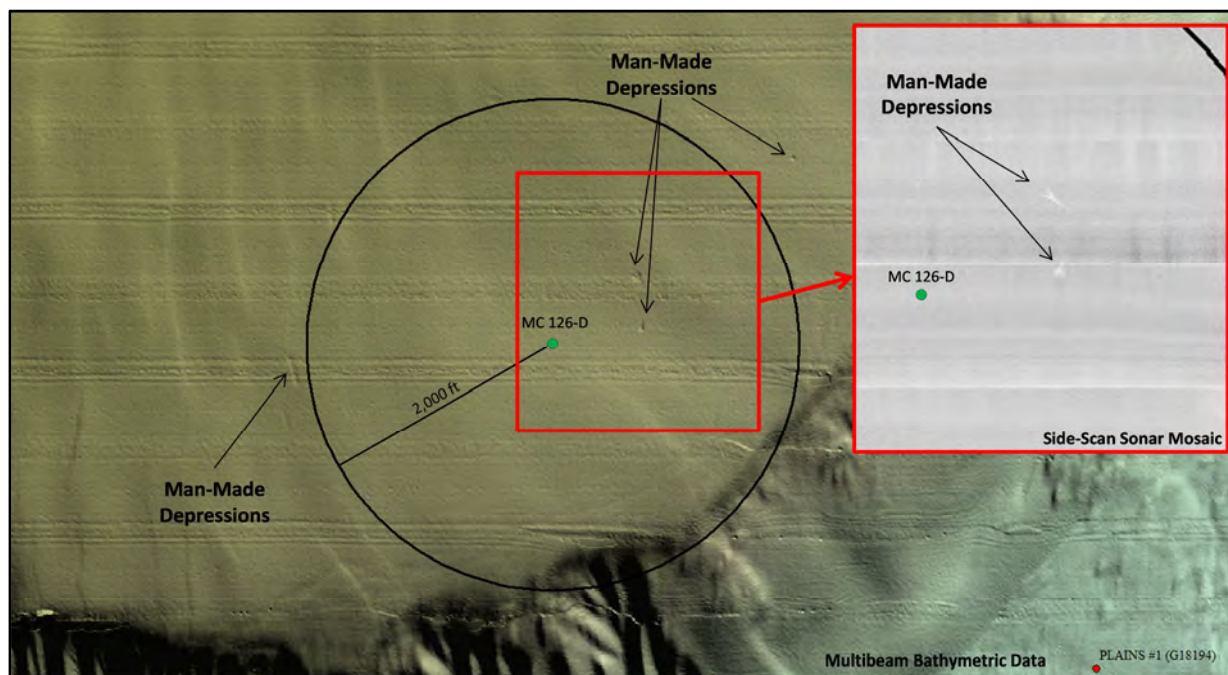 Man-Made
Depressions
Man-Made
Depressions
MC 126-D
MC 126-D
2,000 ft
Man-Made
Depressions
Side-Scan Sonar Mosaic
Multibeam Bathymetric Data
PLAINS #1 (G18194)